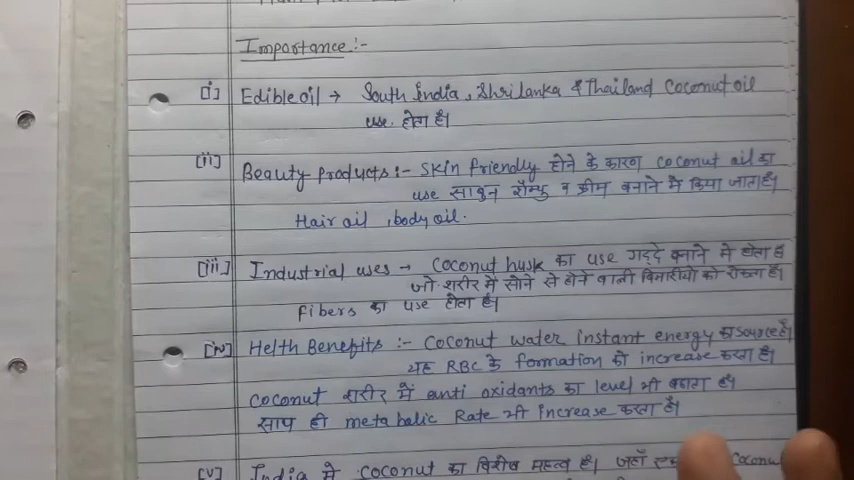 Importance :-
[i] Edible oil → South India, Shrilanka & Thailand Coconut oil
use होता है।
[ii] Beauty Products :- Skin friendly होने के कारण coconut oil का
use साबुन शैम्पु व क्रीम बनाने में किया जाता है।
Hair oil , body oil.
[iii] Industrial uses → Coconut husk का use गद्दे बनाने मे होता है
जो शरीर में सोने से होने वाली बिमारीयो को रोकता है।
fibers का use होता है।
[iv] Helth Benefits :- Coconut water instant energy का source है।
यह RBC के formation को increase करता है।
Coconut शरीर में anti oxidants का level भी बढाता है।
साथ ही metabalic Rate भी increase करता है।
[v] India मे coconut का विशेष महत्व है। जहाँ Coconu